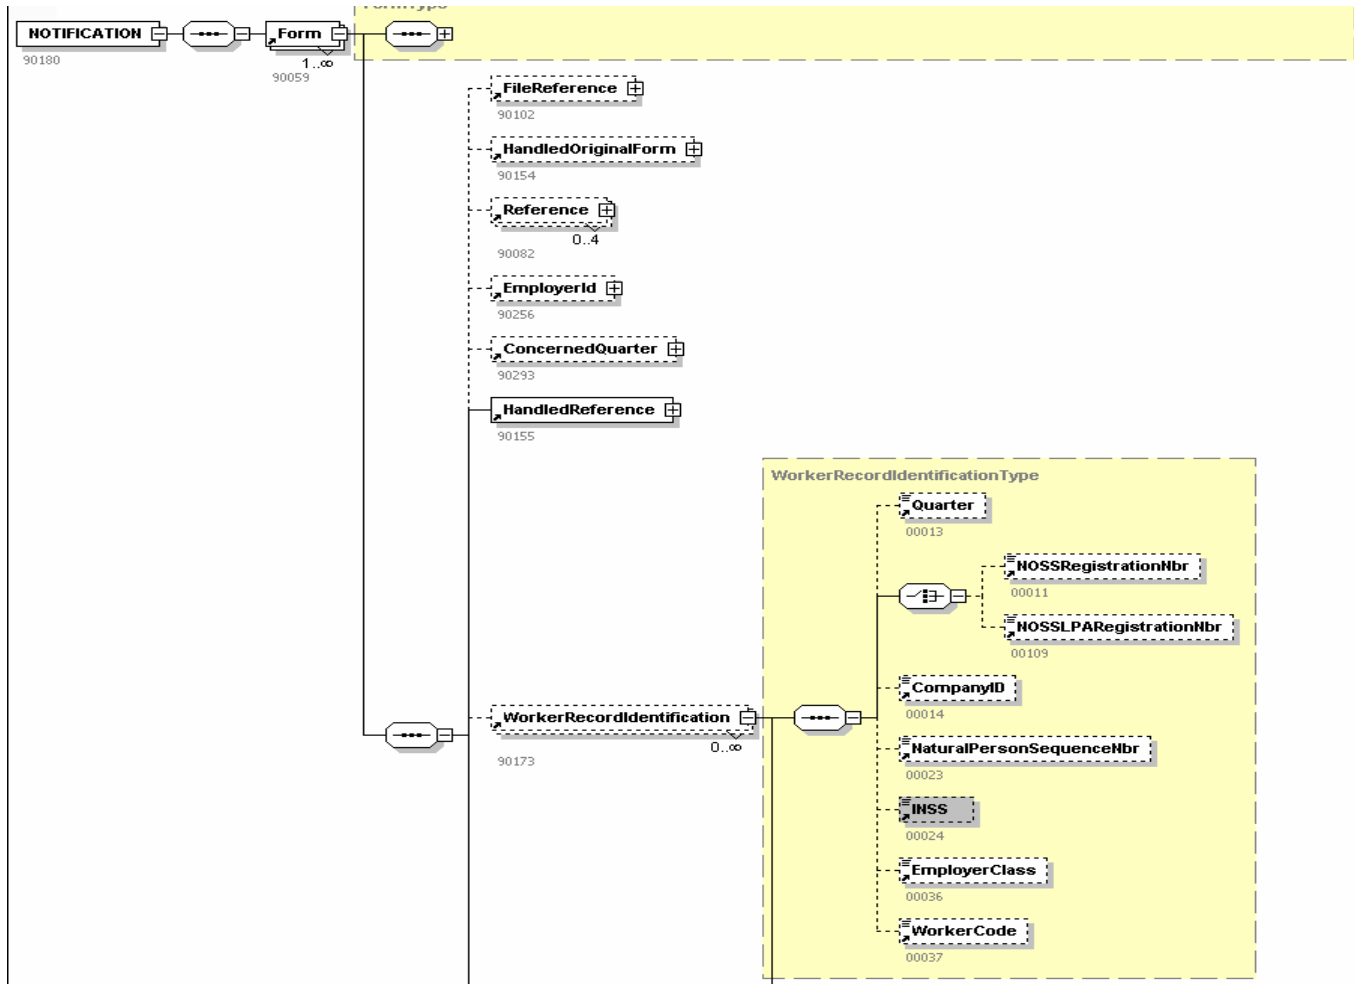 FormType
NOTIFICATION
90180
Form
1..∞
90059
FileReference
90102
HandledOriginalForm
90154
Reference
0..4
90082
EmployerId
90256
ConcernedQuarter
90293
HandledReference
90155
WorkerRecordIdentificationType
Quarter
00013
NOSSRegistrationNbr
00011
NOSSLPARegistrationNbr
00109
CompanyID
00014
WorkerRecordIdentification
0..∞
90173
NaturalPersonSequenceNbr
00023
INSS
00024
EmployerClass
00036
WorkerCode
00037